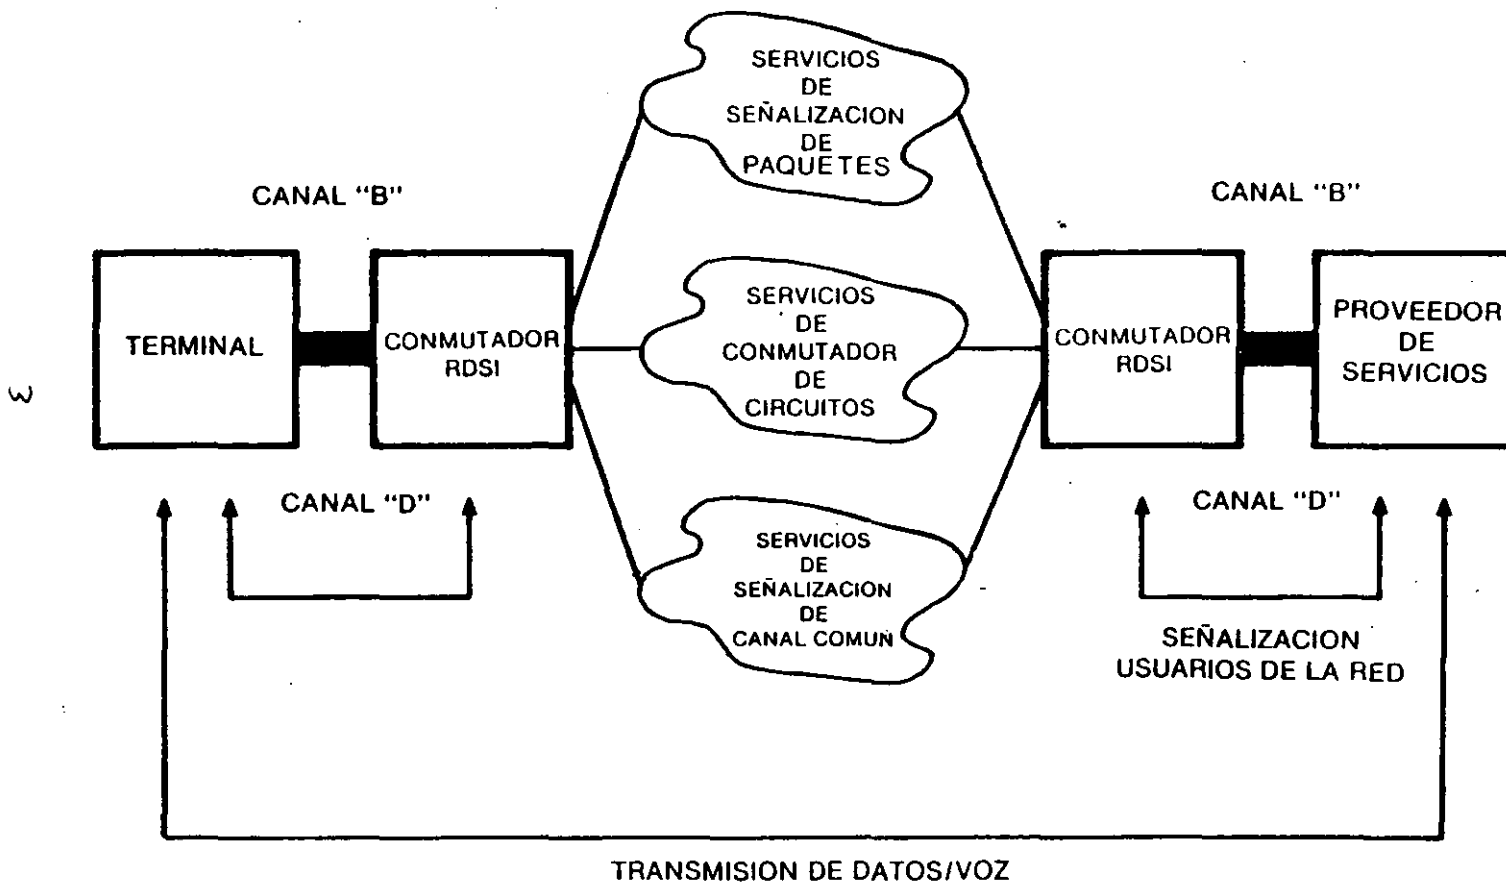 SERVICIOS
DE
SEÑALIZACION
DE
PAQUETES
CANAL "B"
CANAL "B"
TERMINAL
CONMUTADOR
RDSI
SERVICIOS
DE
CONMUTADOR
DE
CIRCUITOS
CONMUTADOR
RDSI
PROVEEDOR
DE
SERVICIOS
3
CANAL "D"
CANAL "D"
SERVICIOS
DE
SEÑALIZACION
DE
CANAL COMUÑ
SEÑALIZACION
USUARIOS DE LA RED
TRANSMISION DE DATOS/VOZ